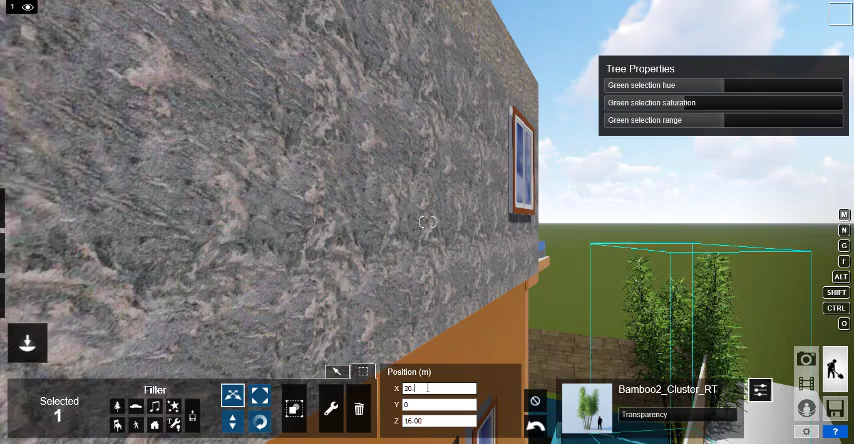 1
Tree Properties
Green selection hue
Green selection saturation
Green selection range
M
N
G
F
ALT
SHIFT
CTRL
O
Position (m)
X 20.
Y 0
Z 16.00
Selected
1
Filter
Bamboo2_Cluster_RT
Transparency
?